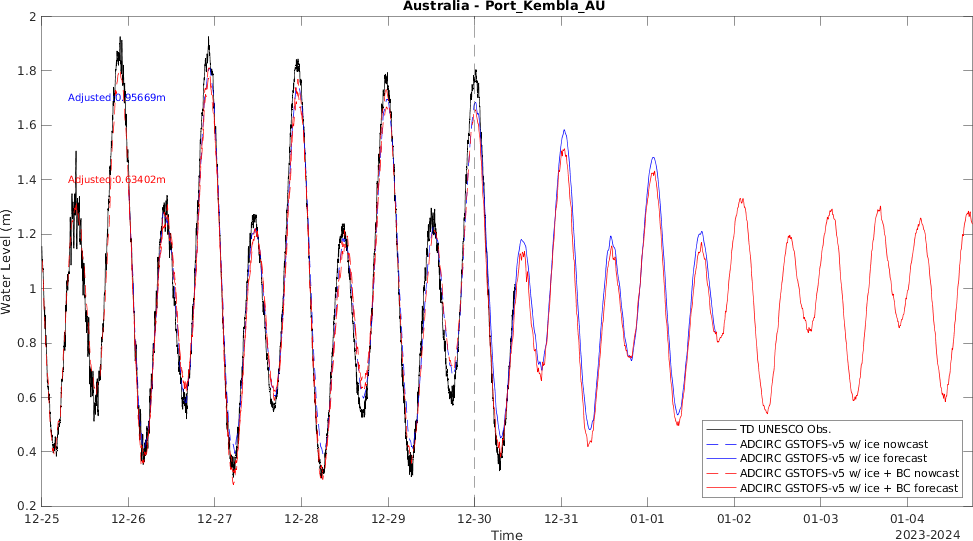 Australia - Port_Kembla_AU
2
1.8
1.6
1.4
1.2
1
0.8
0.6
0.4
0.2
Water Level (m)
Adjusted:0.95669m
Adjusted:0.63402m
TD UNESCO Obs.
ADCIRC GSTOFS-v5 w/ ice nowcast
ADCIRC GSTOFS-v5 w/ ice forecast
ADCIRC GSTOFS-v5 w/ ice + BC nowcast
ADCIRC GSTOFS-v5 w/ ice + BC forecast
12-25 12-26 12-27 12-28 12-29 12-30 12-31 01-01 01-02 01-03 01-04
Time
2023-2024